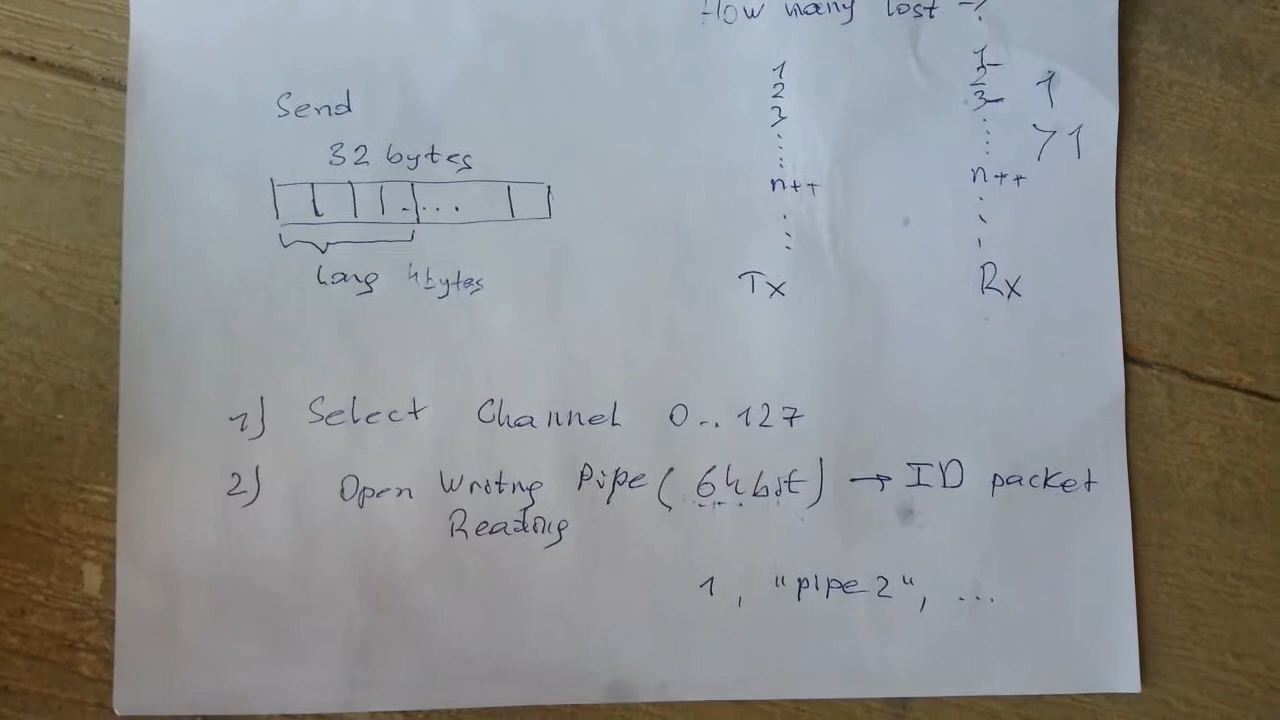 How many lost -?
Send
32 bytes
...
Long 4bytes
1
2
3
n++
Tx
1-
2
3-
n++
Rx
1
>1
1) Select Channel 0..127
2) Open Writing Pipe (64bit) → ID packet
Reading
1, "pipe2", ...